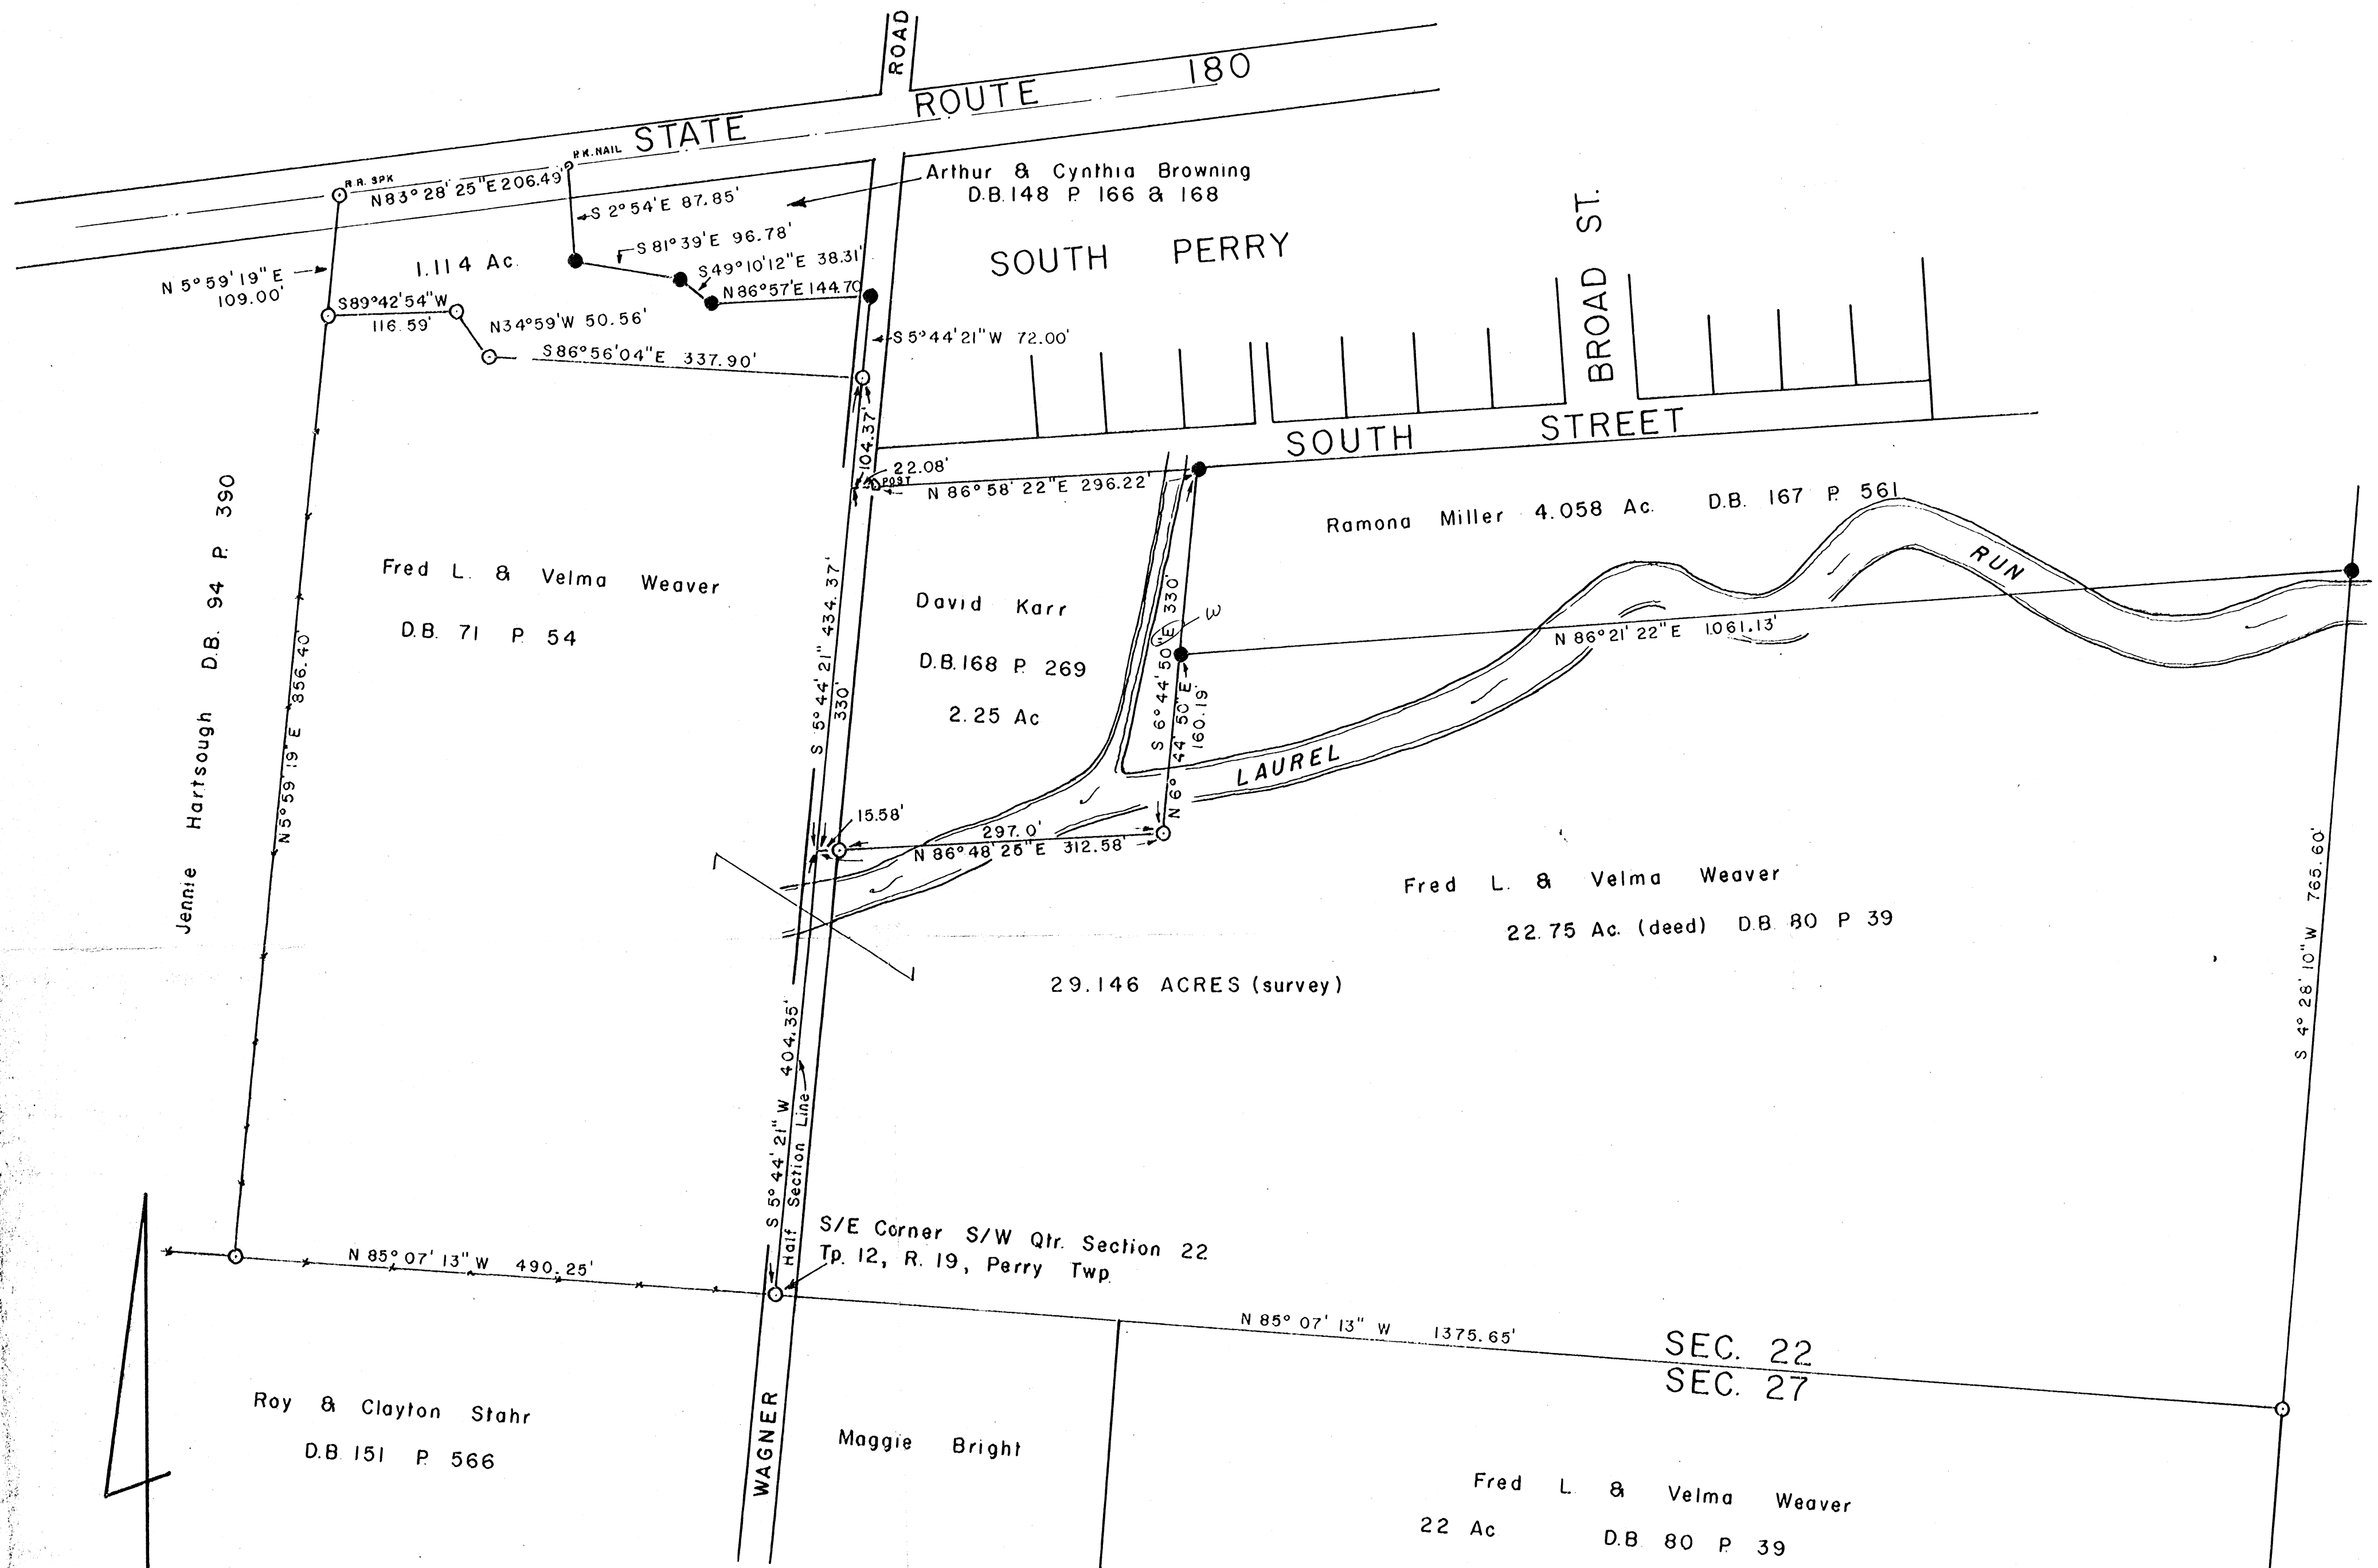 ROAD
STATE ROUTE 180
P.K. NAIL
R.R. SPK
N83°28'25"E 206.49'
Arthur & Cynthia Browning
D.B. 148 P. 166 & 168
S 2°54'E 87.85'
S 81°39'E 96.78'
S49°10'12"E 38.31'
N86°57'E 144.70
1.114 Ac.
N 5°59'19" E
109.00'
S89°42'54"W
116.59'
N34°59'W 50.56'
S86°56'04"E 337.90'
S 5°44'21"W 72.00'
SOUTH PERRY
BROAD ST.
SOUTH STREET
104.37'
22.08'
POST
N 86°58'22"E 296.22'
Ramona Miller 4.058 Ac. D.B. 167 P. 561
RUN
N 86°21'22"E 1061.13'
Jennie Hartsough D.B. 94 P. 390
N5°59'19"E 856.40'
Fred L. & Velma Weaver
D.B. 71 P. 54
S 5°44'21" 434.37'
330'
David Karr
D.B. 168 P. 269
2.25 Ac
S 6°44'50"E 330'
3
N 6°44'50"E
160.19'
LAUREL
15.58'
297.0'
N 86°48'25"E 312.58'
Fred L. & Velma Weaver
22.75 Ac. (deed) D.B. 80 P 39
29.146 ACRES (survey)
S 4°28'10"W 765.60'
S 5°44'21"W 404.35'
Half Section Line
S/E Corner S/W Qtr. Section 22
Tp. 12, R. 19, Perry Twp.
N 85°07'13"W 490.25'
N 85°07'13" W 1375.65'
SEC. 22
SEC. 27
Roy & Clayton Stahr
D.B. 151 P. 566
WAGNER
Maggie Bright
Fred L. & Velma Weaver
22 Ac D.B. 80 P. 39